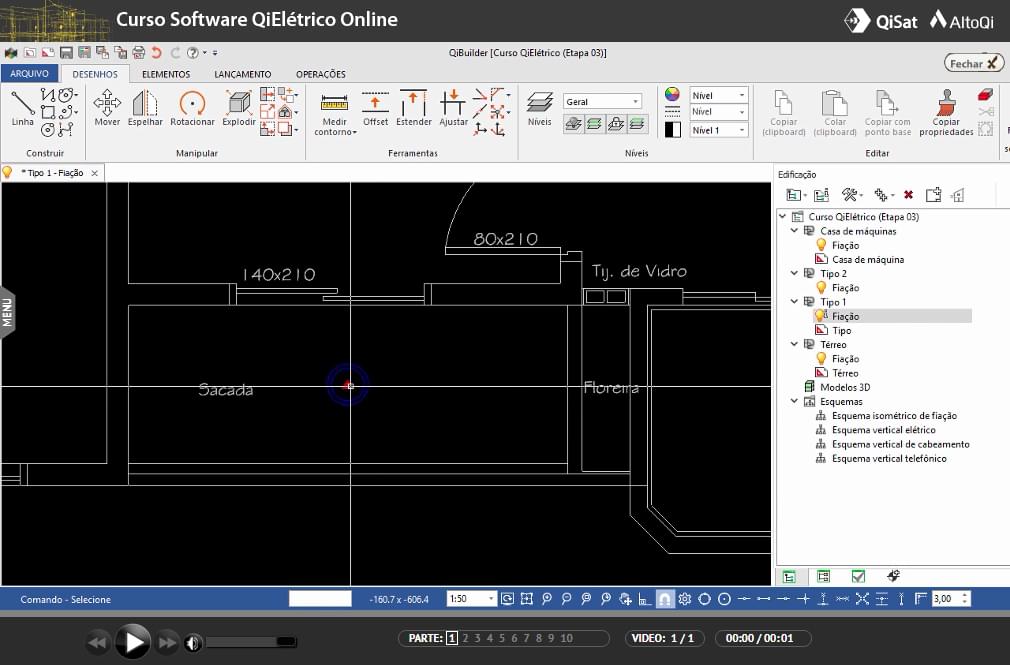 Curso Software QiElétrico Online
QiSat
AltoQi
QiBuilder [Curso QiElétrico (Etapa 03)]
Fechar
ARQUIVO
DESENHOS
ELEMENTOS
LANÇAMENTO
OPERAÇÕES
Linha
Mover
Espelhar
Rotacionar
Explodir
Medir
contorno
Offset
Estender
Ajustar
Níveis
Geral
Nível
Nível
Nível 1
Copiar
(clipboard)
Colar
(clipboard)
Copiar com
ponto base
Copiar
propriedades
Construir
Manipular
Ferramentas
Níveis
Editar
* Tipo 1 - Fiação
Edificação
MENU
140x210
80x210
Tij. de Vidro
Sacada
Floreira
Curso QiElétrico (Etapa 03)
Casa de máquinas
Fiação
Casa de máquina
Tipo 2
Fiação
Tipo 1
Fiação
Tipo
Térreo
Fiação
Térreo
Modelos 3D
Esquemas
Esquema isométrico de fiação
Esquema vertical elétrico
Esquema vertical de cabeamento
Esquema vertical telefônico
Comando - Selecione
-160.7 x -606.4
1:50
3,00
PARTE: 1 2 3 4 5 6 7 8 9 10
VIDEO: 1 / 1
00:00 / 00:01